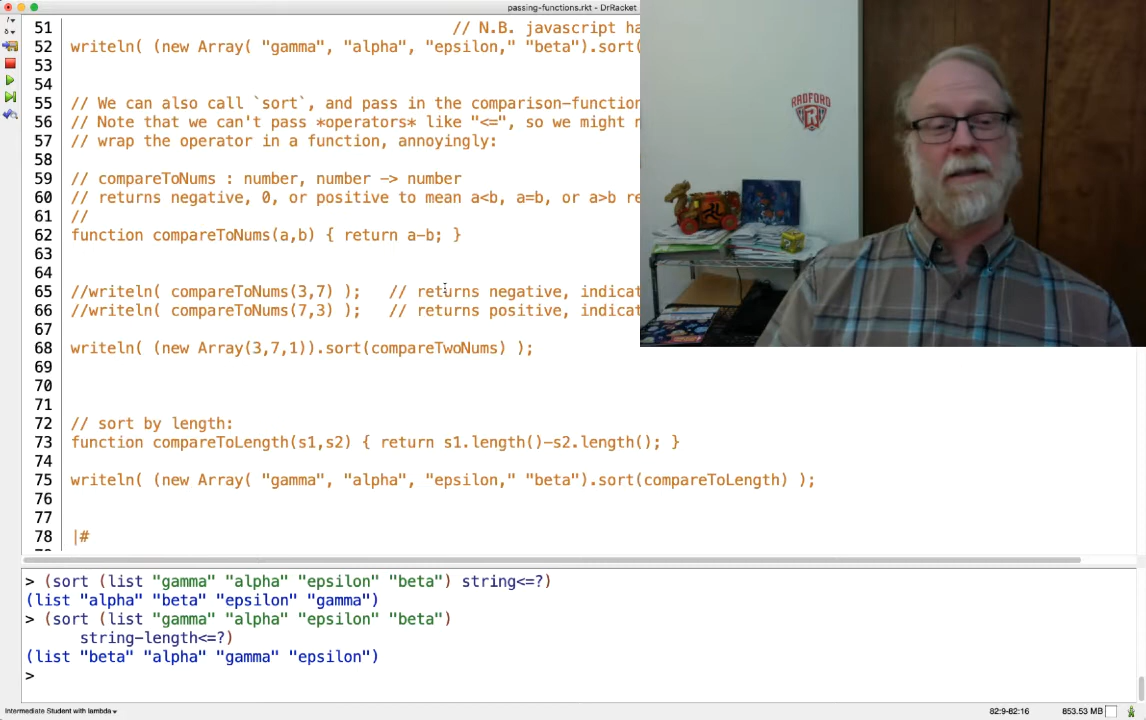 passing-functions.rkt - DrRacket
51 // N.B. javascript ha
52 writeln( (new Array( "gamma", "alpha", "epsilon," "beta").sort(
53
54
55 // We can also call `sort`, and pass in the comparison-function
56 // Note that we can't pass *operators* like "<=", so we might
57 // wrap the operator in a function, annoyingly:
58
59 // compareToNums : number, number -> number
60 // returns negative, 0, or positive to mean a<b, a=b, or a>b re
61 //
62 function compareToNums(a,b) { return a-b; }
63
64
65 //writeln( compareToNums(3,7) ); // returns negative, indicat
66 //writeln( compareToNums(7,3) ); // returns positive, indicat
67
68 writeln( (new Array(3,7,1)).sort(compareTwoNums) );
69
70
71
72 // sort by length:
73 function compareToLength(s1,s2) { return s1.length()-s2.length(); }
74
75 writeln( (new Array( "gamma", "alpha", "epsilon," "beta").sort(compareToLength) );
76
77
78 |#
RADFORD
R
> (sort (list "gamma" "alpha" "epsilon" "beta") string<=?)
(list "alpha" "beta" "epsilon" "gamma")
> (sort (list "gamma" "alpha" "epsilon" "beta")
string-length<=?)
(list "beta" "alpha" "gamma" "epsilon")
>
Intermediate Student with lambda
82:9-82:16
853.53 MB